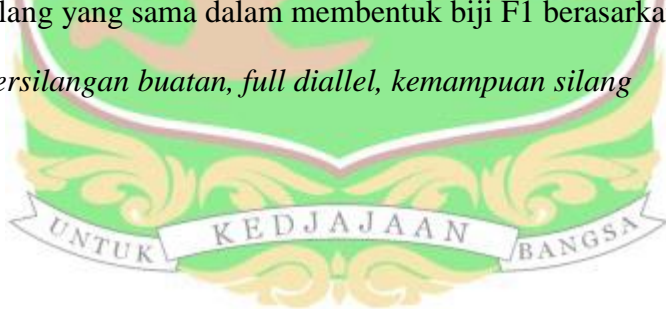 lang yang sama dalam membentuk biji F1 berasarka
ersilangan buatan, full diallel, kemampuan silang
UNTUK KEDJAJAAN BANGSA